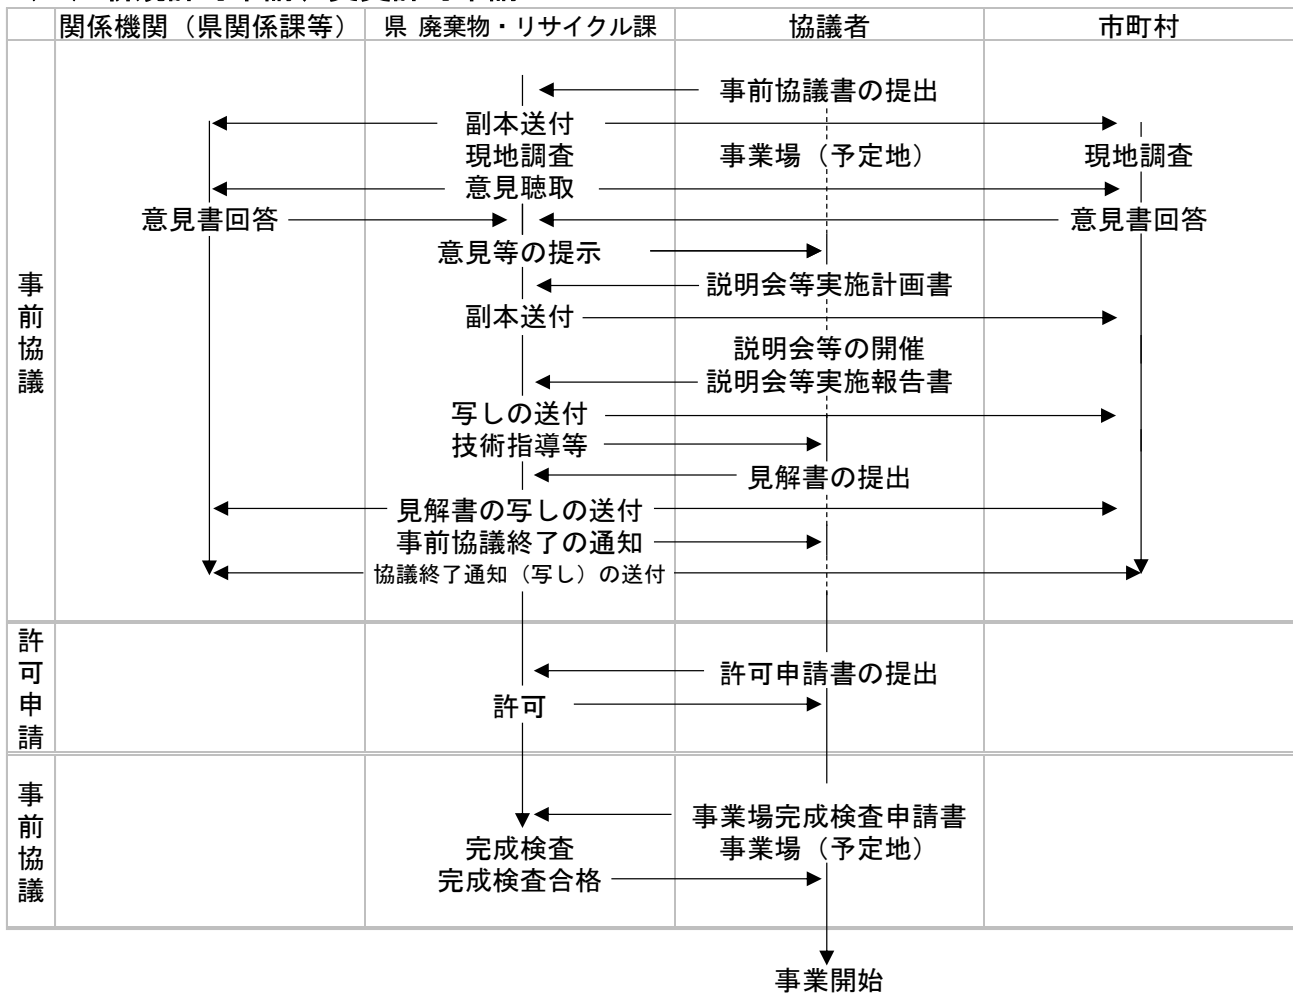 関係機関（県関係課等） 県 廃棄物・リサイクル課 協議者 市町村
事前協議
事前協議書の提出
副本送付
現地調査 事業場（予定地） 現地調査
意見聴取
意見書回答 意見書回答
意見等の提示
説明会等実施計画書
副本送付
説明会等の開催
説明会等実施報告書
写しの送付
技術指導等
見解書の提出
見解書の写しの送付
事前協議終了の通知
協議終了通知（写し）の送付
許可申請
許可申請書の提出
許可
事前協議
事業場完成検査申請書
完成検査 事業場（予定地）
完成検査合格
事業開始